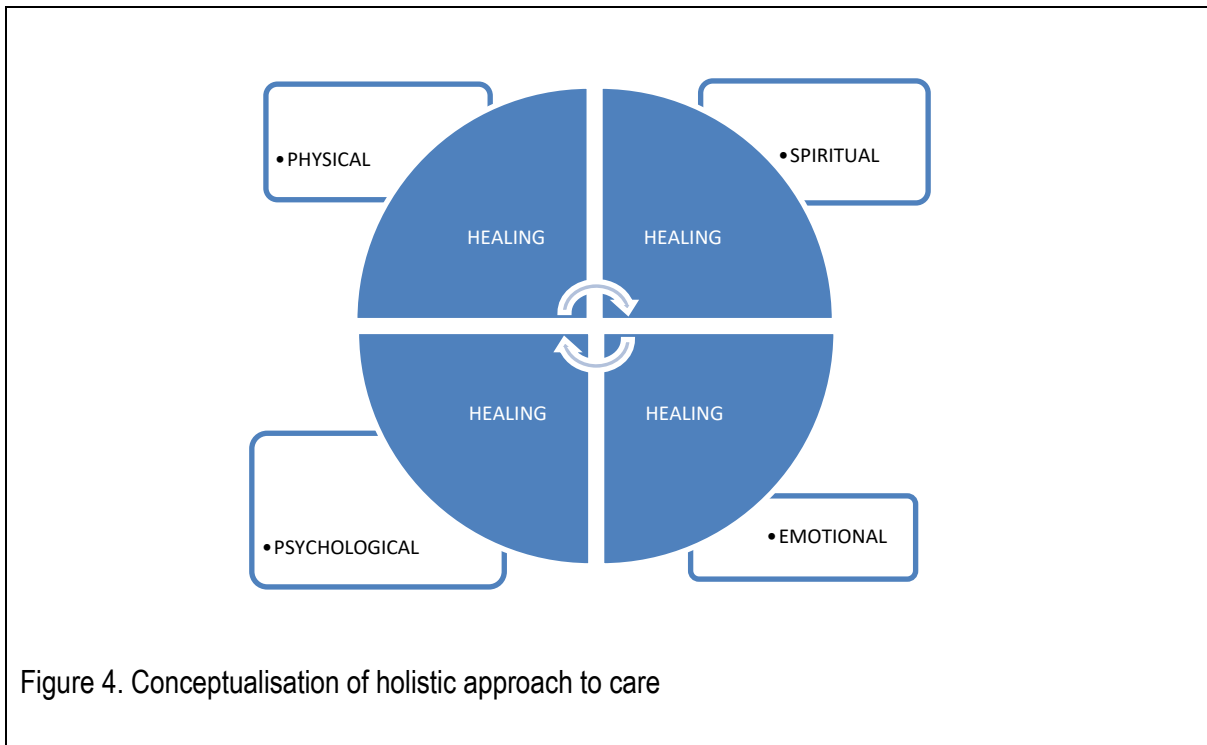 •PHYSICAL
•SPIRITUAL
HEALING
HEALING
HEALING
HEALING
•PSYCHOLOGICAL
•EMOTIONAL
Figure 4. Conceptualisation of holistic approach to care